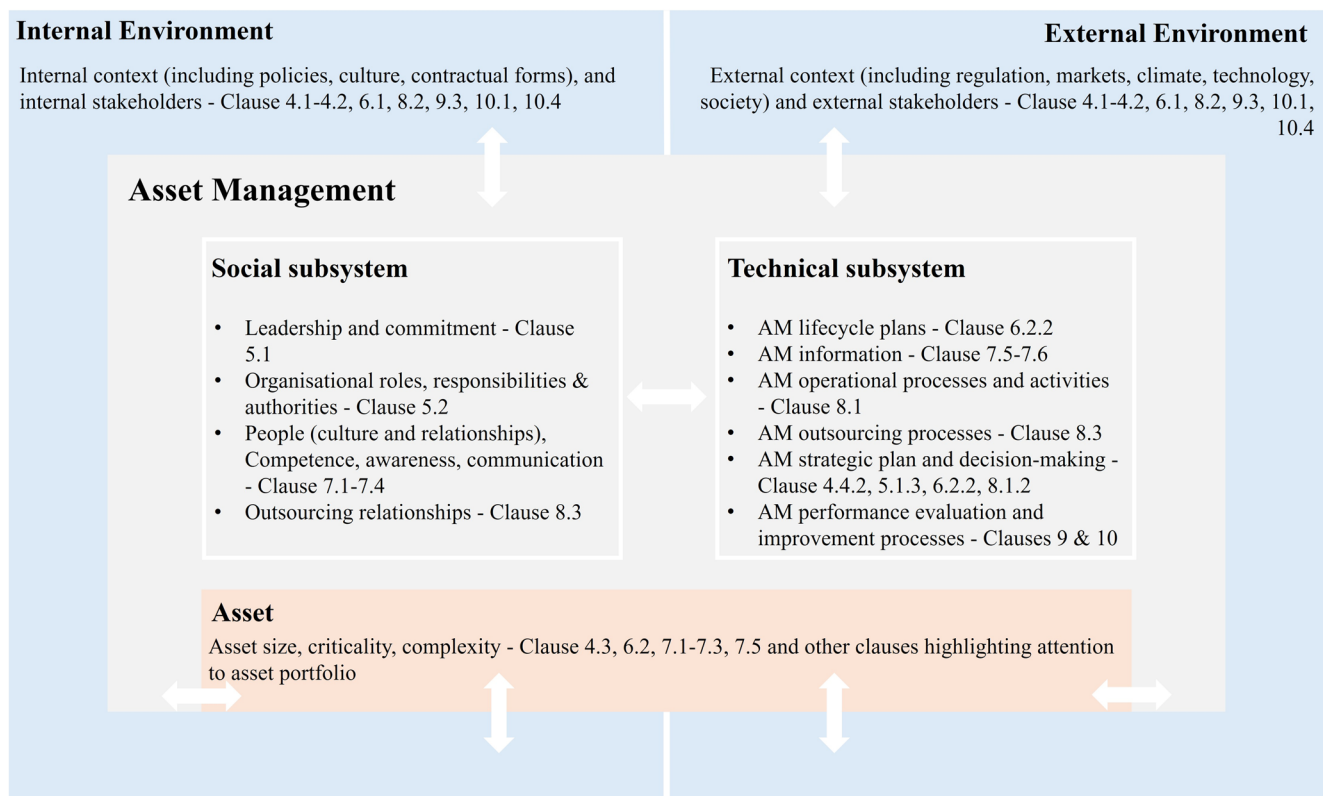 Internal Environment
Internal context (including policies, culture, contractual forms), and
internal stakeholders - Clause 4.1-4.2, 6.1, 8.2, 9.3, 10.1, 10.4
External Environment
External context (including regulation, markets, climate, technology,
society) and external stakeholders - Clause 4.1-4.2, 6.1, 8.2, 9.3, 10.1,
10.4
Asset Management
Social subsystem
• Leadership and commitment - Clause
5.1
• Organisational roles, responsibilities &
authorities - Clause 5.2
• People (culture and relationships),
Competence, awareness, communication
- Clause 7.1-7.4
• Outsourcing relationships - Clause 8.3
Technical subsystem
• AM lifecycle plans - Clause 6.2.2
• AM information - Clause 7.5-7.6
• AM operational processes and activities
- Clause 8.1
• AM outsourcing processes - Clause 8.3
• AM strategic plan and decision-making -
Clause 4.4.2, 5.1.3, 6.2.2, 8.1.2
• AM performance evaluation and
improvement processes - Clauses 9 & 10
Asset
Asset size, criticality, complexity - Clause 4.3, 6.2, 7.1-7.3, 7.5 and other clauses highlighting attention
to asset portfolio